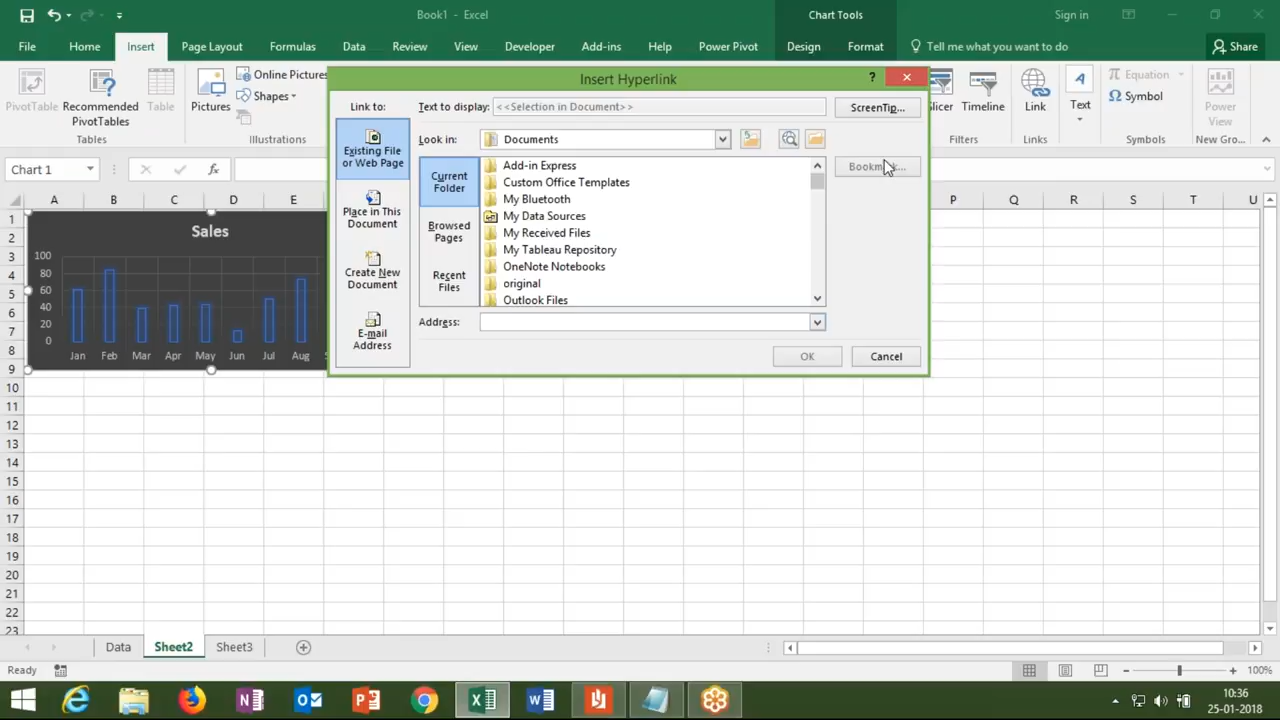 Book1 - Excel
Chart Tools
Sign in
File
Home
Insert
Page Layout
Formulas
Data
Review
View
Developer
Add-ins
Help
Power Pivot
Design
Format
Tell me what you want to do
Share
PivotTable
Recommended
PivotTables
Table
Tables
Pictures
Online Pictures
Shapes
Illustrations
Slicer
Timeline
Filters
Link
Links
Text
Equation
Symbol
Symbols
Power
View
New Gro...
Insert Hyperlink
?
Link to:
Text to display:
<<Selection in Document>>
ScreenTip...
Existing File
or Web Page
Place in This
Document
Create New
Document
E-mail
Address
Look in:
Documents
Current
Folder
Browsed
Pages
Recent
Files
Add-in Express
Custom Office Templates
My Bluetooth
My Data Sources
My Received Files
My Tableau Repository
OneNote Notebooks
original
Outlook Files
Address:
OK
Cancel
Chart 1
fx
A B C D E P Q R S T U
1
2
3
4
5
6
7
8
9
10
11
12
13
14
15
16
17
18
19
20
21
22
23
Sales
100
80
60
40
20
0
Jan Feb Mar Apr May Jun Jul Aug
Data
Sheet2
Sheet3
Ready
100%
10:36
25-01-2018